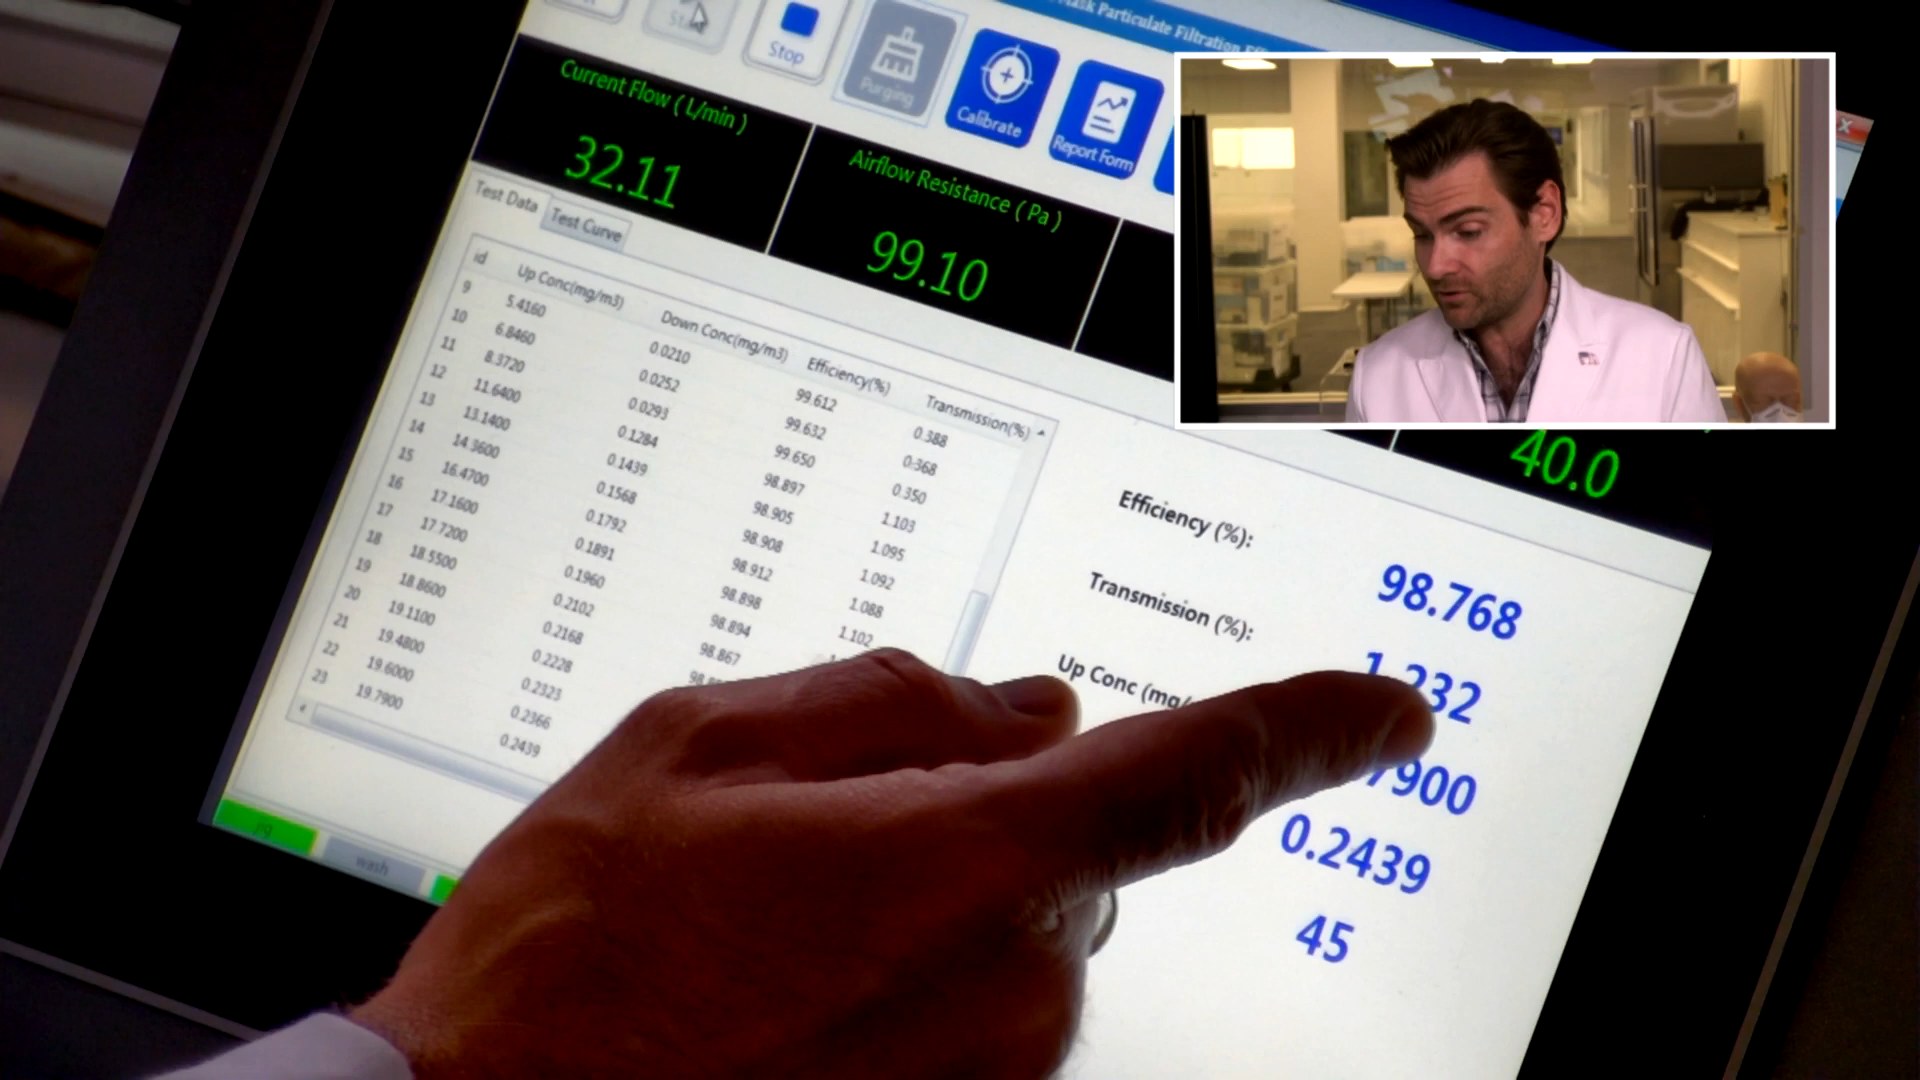 Mask Particulate Filtration
Stop
Purging
Calibrate
Report Form
Current Flow ( L/min )
32.11
Airflow Resistance ( Pa )
99.10
40.0
Test Data Test Curve
id Up Conc(mg/m3) Down Conc(mg/m3) Efficiency(%) Transmission(%)
9 5.4160 0.0210 99.612 0.388
10 6.8460 0.0252 99.632 0.368
11 8.3720 0.0293 99.650 0.350
12 11.6400 0.1284 98.897 1.103
13 13.1400 0.1439 98.905 1.095
14 14.3600 0.1568 98.908 1.092
15 16.4700 0.1792 98.912 1.088
16 17.1600 0.1891 98.898 1.102
17 17.7200 0.1960 98.894
18 18.5500 0.2102 98.867
19 18.8600 0.2168
20 19.1100 0.2228
21 19.4800 0.2323
22 19.6000 0.2366
23 19.7900 0.2439
Efficiency (%): 98.768
Transmission (%): 1.232
Up Conc (mg/ 7900
0.2439
45
wash